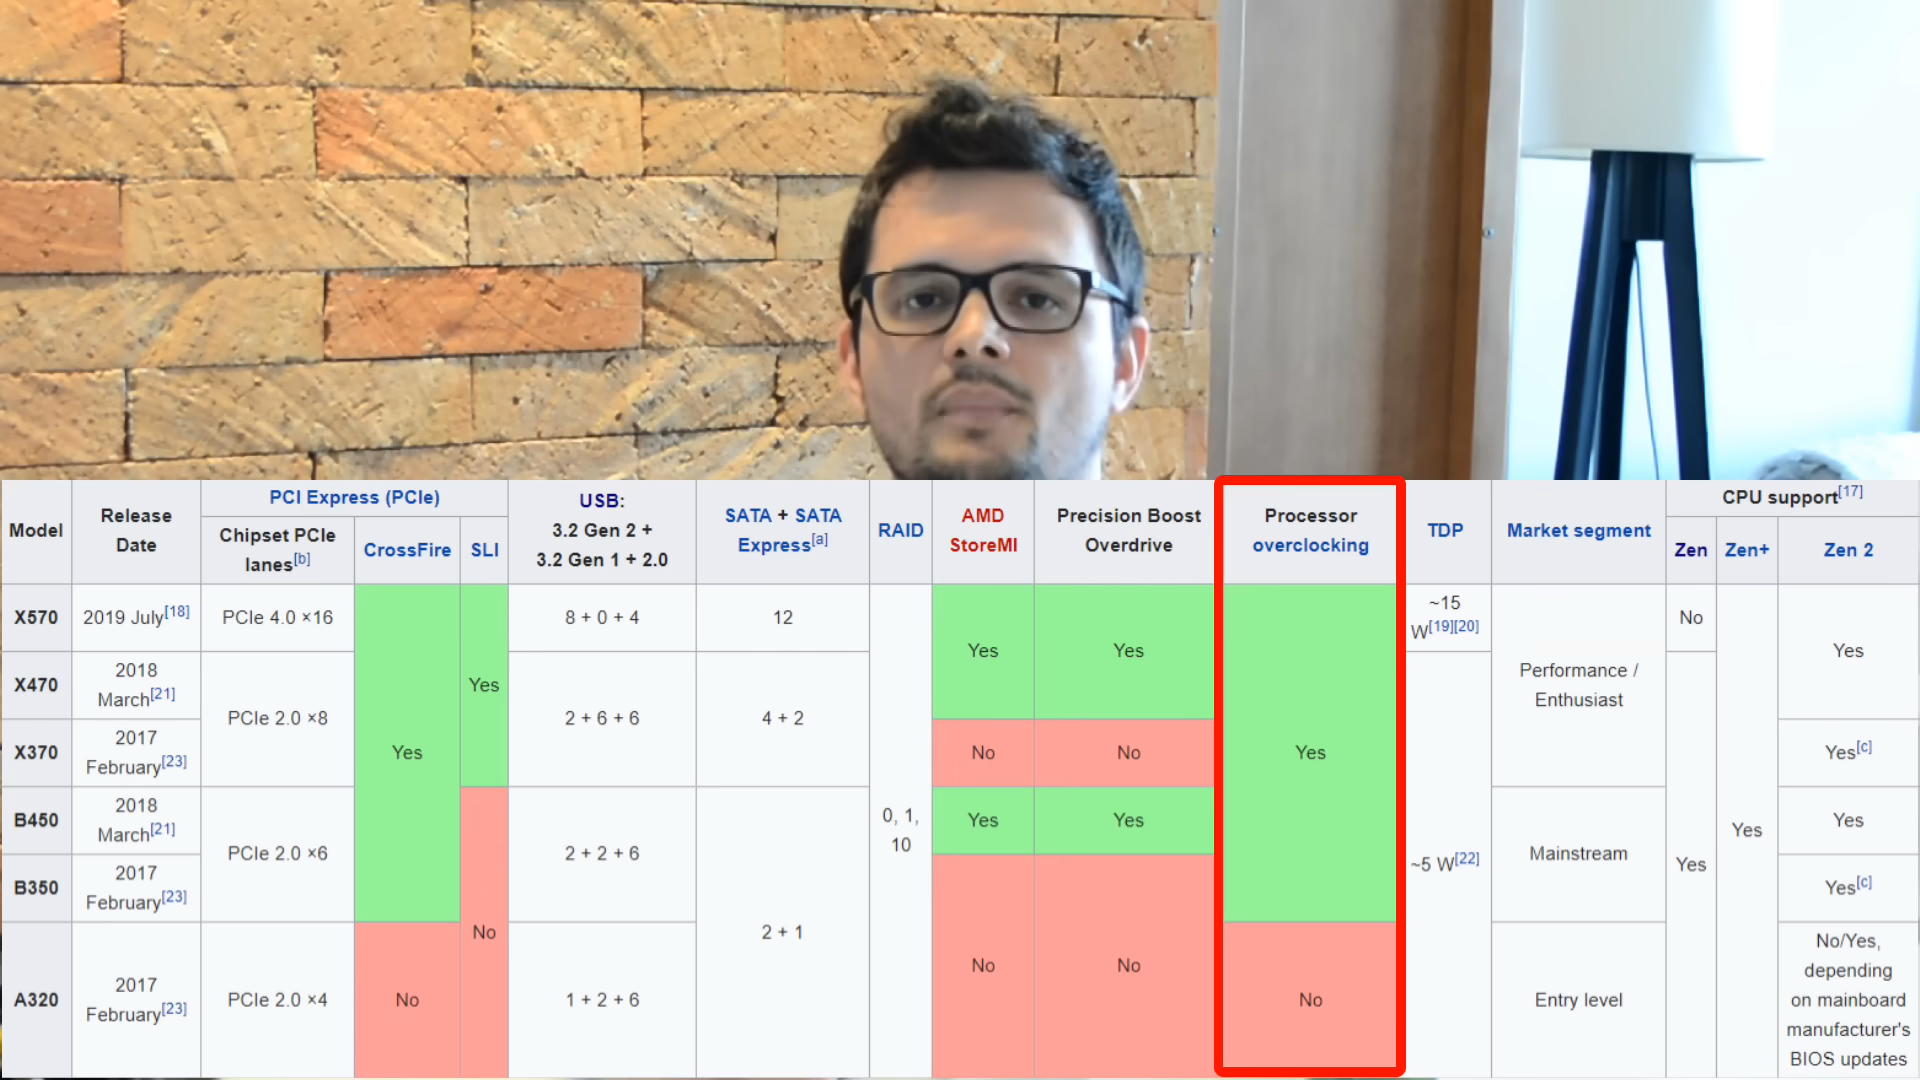 Model
Release
Date
PCI Express (PCIe)
Chipset PCIe
lanes[b]
CrossFire
SLI
USB:
3.2 Gen 2 +
3.2 Gen 1 + 2.0
SATA + SATA
Express[a]
RAID
AMD
StoreMI
Precision Boost
Overdrive
Processor
overclocking
TDP
Market segment
CPU support[17]
Zen
Zen+
Zen 2
X570
2019 July[18]
PCIe 4.0 ×16
Yes
Yes
8 + 0 + 4
12
0, 1,
10
Yes
Yes
Yes
~15
W[19][20]
Performance /
Enthusiast
No
Yes
Yes
X470
2018
March[21]
PCIe 2.0 ×8
2 + 6 + 6
4 + 2
~5 W[22]
Yes
X370
2017
February[23]
No
No
Yes[c]
B450
2018
March[21]
PCIe 2.0 ×6
No
2 + 2 + 6
2 + 1
Yes
Yes
Mainstream
Yes
B350
2017
February[23]
No
No
Yes[c]
A320
2017
February[23]
PCIe 2.0 ×4
No
1 + 2 + 6
No
Entry level
No/Yes,
depending
on mainboard
manufacturer's
BIOS updates